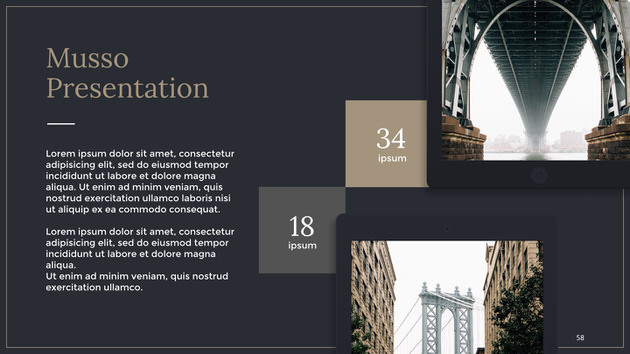 Musso
Presentation
Lorem ipsum dolor sit amet, consectetur
adipisicing elit, sed do eiusmod tempor
incididunt ut labore et dolore magna
aliqua. Ut enim ad minim veniam, quis
nostrud exercitation ullamco laboris nisi
ut aliquip ex ea commodo consequat.
Lorem ipsum dolor sit amet, consectetur
adipisicing elit, sed do eiusmod tempor
incididunt ut labore et dolore magna
aliqua.
Ut enim ad minim veniam, quis nostrud
exercitation ullamco.
34
ipsum
18
ipsum
58